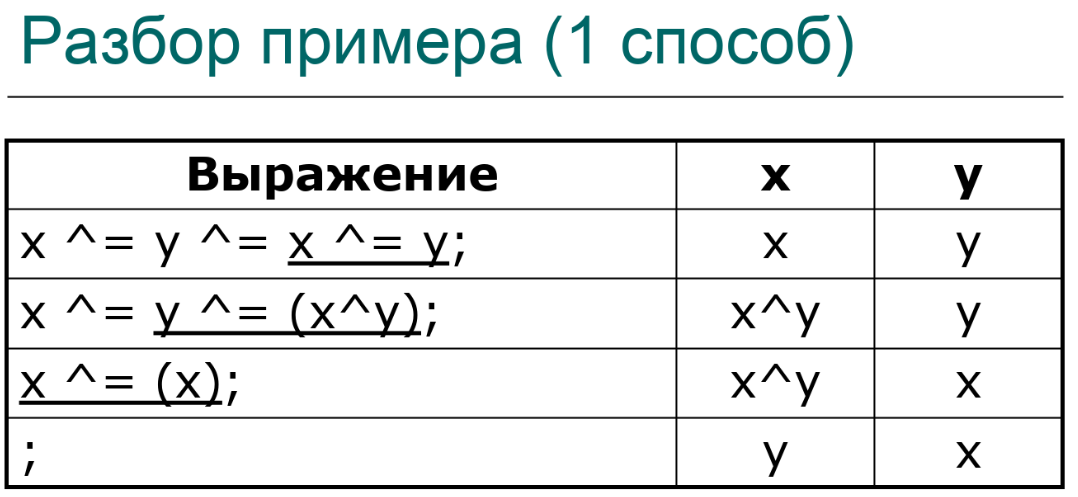 Разбор примера (1 способ)
Выражение x y
x ^= y ^= x ^= y; x y
x ^= y ^= (x^y); x^y y
x ^= (x); x^y x
; y x